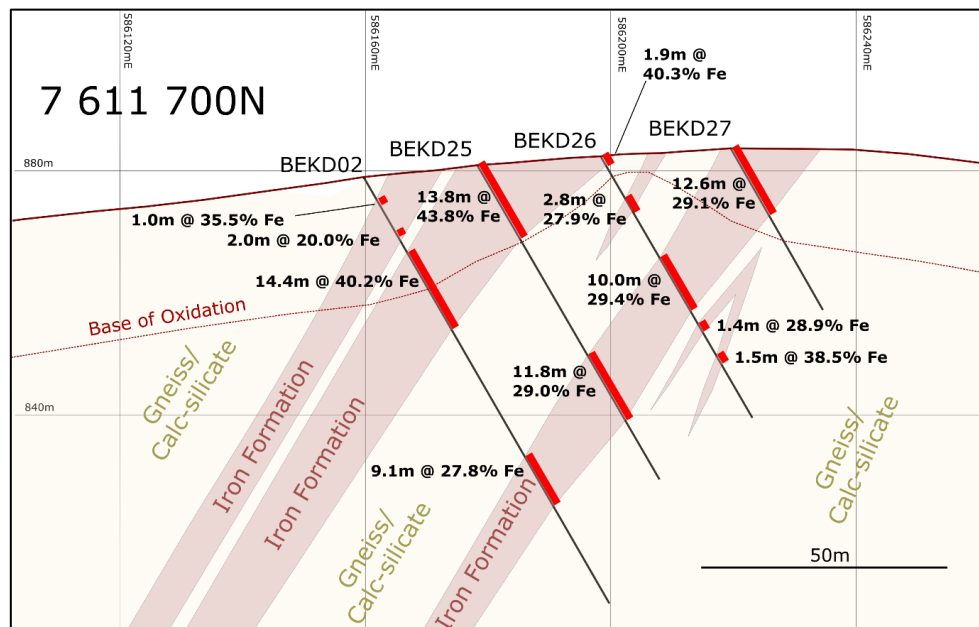 586120mE
586160mE
586200mE
586240mE
7 611 700N
1.9m @
40.3% Fe
BEKD02
BEKD25
BEKD26
BEKD27
880m
1.0m @ 35.5% Fe
2.0m @ 20.0% Fe
14.4m @ 40.2% Fe
13.8m @
43.8% Fe
2.8m @
27.9% Fe
12.6m @
29.1% Fe
10.0m @
29.4% Fe
1.4m @ 28.9% Fe
1.5m @ 38.5% Fe
11.8m @
29.0% Fe
9.1m @ 27.8% Fe
Base of Oxidation
840m
Gneiss/
Calc-silicate
Iron Formation
Iron Formation
Gneiss/
Calc-silicate
Iron Formation
Gneiss/
Calc-silicate
50m